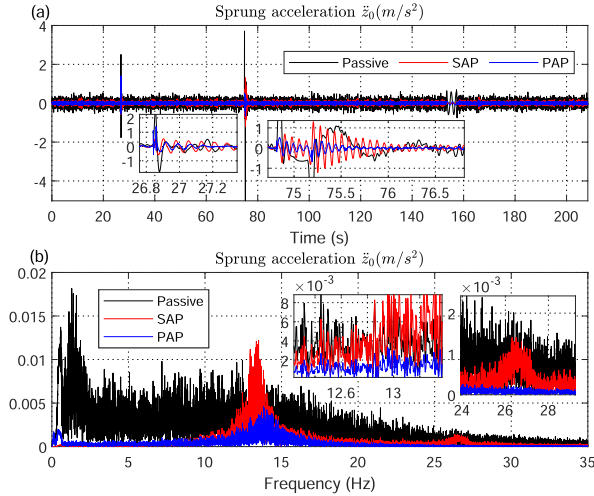 (a) Sprung acceleration z̈₀(m/s²)
4
2
0
-2
-4
Passive SAP PAP
2
1
0
-1
26.8 27 27.2
1
0
-1
75 75.5 76 76.5
0 20 40 60 80 100 120 140 160 180 200
Time (s)
(b) Sprung acceleration z̈₀(m/s²)
0.02
0.015
0.01
0.005
0
Passive
SAP
PAP
×10⁻³
8
6
4
2
12.6 13
×10⁻³
2
1
0
24 26 28
0 5 10 15 20 25 30 35
Frequency (Hz)